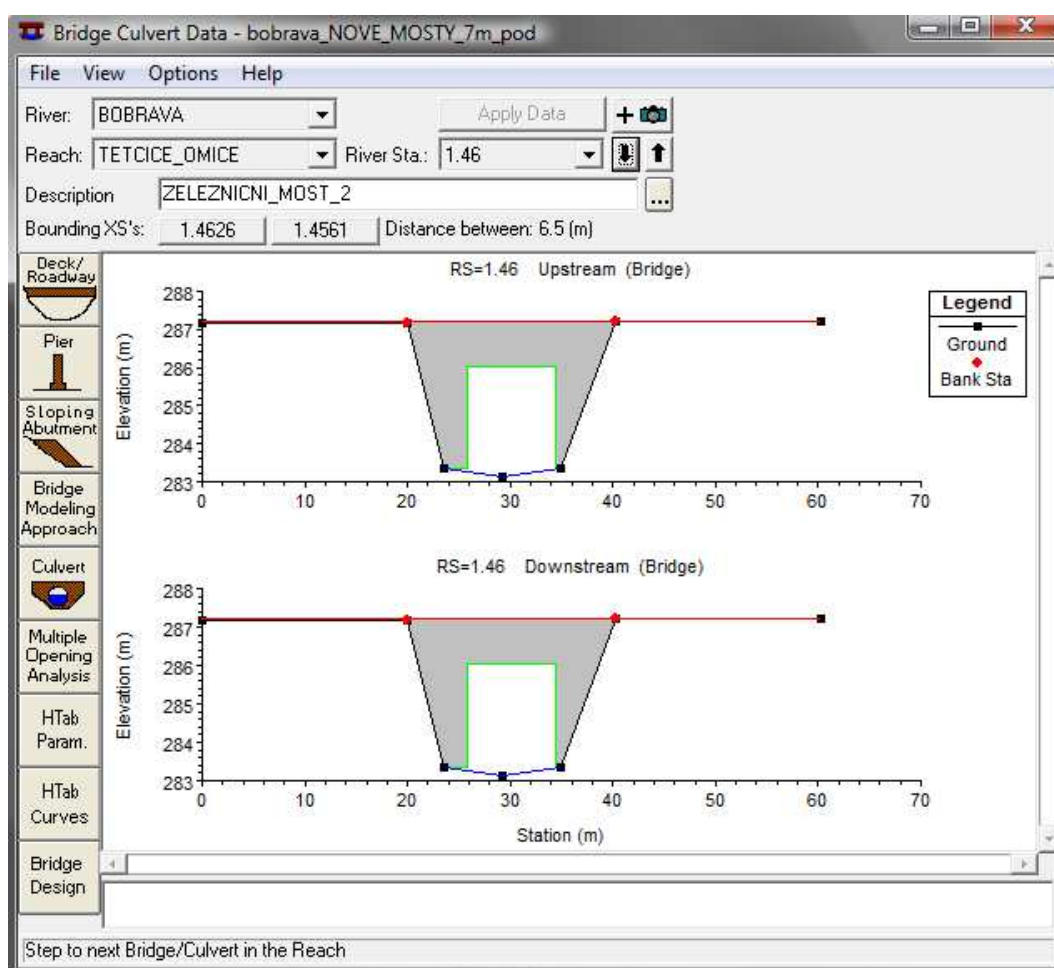 Bridge Culvert Data - bobrava_NOVE_MOSTY_7m_pod
File View Options Help
River: BOBRAVA Apply Data +
Reach: TETCICE_OMICE River Sta.: 1.46
Description ZELEZNICNI_MOST_2 ...
Bounding XS's: 1.4626 1.4561 Distance between: 6.5 (m)
Deck/
Roadway
Pier
Sloping
Abutment
Bridge
Modeling
Approach
Culvert
Multiple
Opening
Analysis
HTab
Param.
HTab
Curves
Bridge
Design
RS=1.46 Upstream (Bridge)
288
287
286
285
284
283
Elevation (m)
0 10 20 30 40 50 60 70
Legend
Ground
Bank Sta
RS=1.46 Downstream (Bridge)
288
287
286
285
284
283
Elevation (m)
0 10 20 30 40 50 60 70
Station (m)
Step to next Bridge/Culvert in the Reach